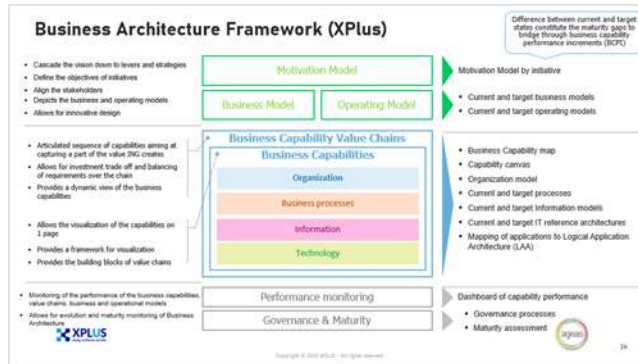 Business Architecture Framework (XPlus)
Difference between current and target
states constitute the maturity gaps to
bridge through business capability
performance increments (BCPI)
• Cascade the vision down to levers and strategies
• Define the objectives of initiatives
• Align the stakeholders
• Depicts the business and operating models
• Allows for innovative design
Motivation Model
Business Model
Operating Model
Motivation Model by initiative
• Current and target business models
• Current and target operating models
• Articulated sequence of capabilities aiming at
capturing a part of the value ING creates
• Allows for investment trade off and balancing
of requirements over the chain
• Provides a dynamic view of the business
capabilities
• Allows the visualization of the capabilities on
1 page
• Provides a framework for visualization
• Provides the building blocks of value chains
Business Capability Value Chains
Business Capabilities
Organization
Business processes
Information
Technology
• Business Capability map
• Capability canvas
• Organization model
• Current and target processes
• Current and target Information models
• Current and target IT reference architectures
• Mapping of applications to Logical Application
Architecture (LAA)
• Monitoring of the performance of the business capabilities,
value chains, business and operational models
• Allows for evolution and maturity monitoring of Business
Architecture
Performance monitoring
Governance & Maturity
Dashboard of capability performance
• Governance processes
• Maturity assessment
XPLUS
ageas
Copyright © 2020 XPLUS - All rights reserved